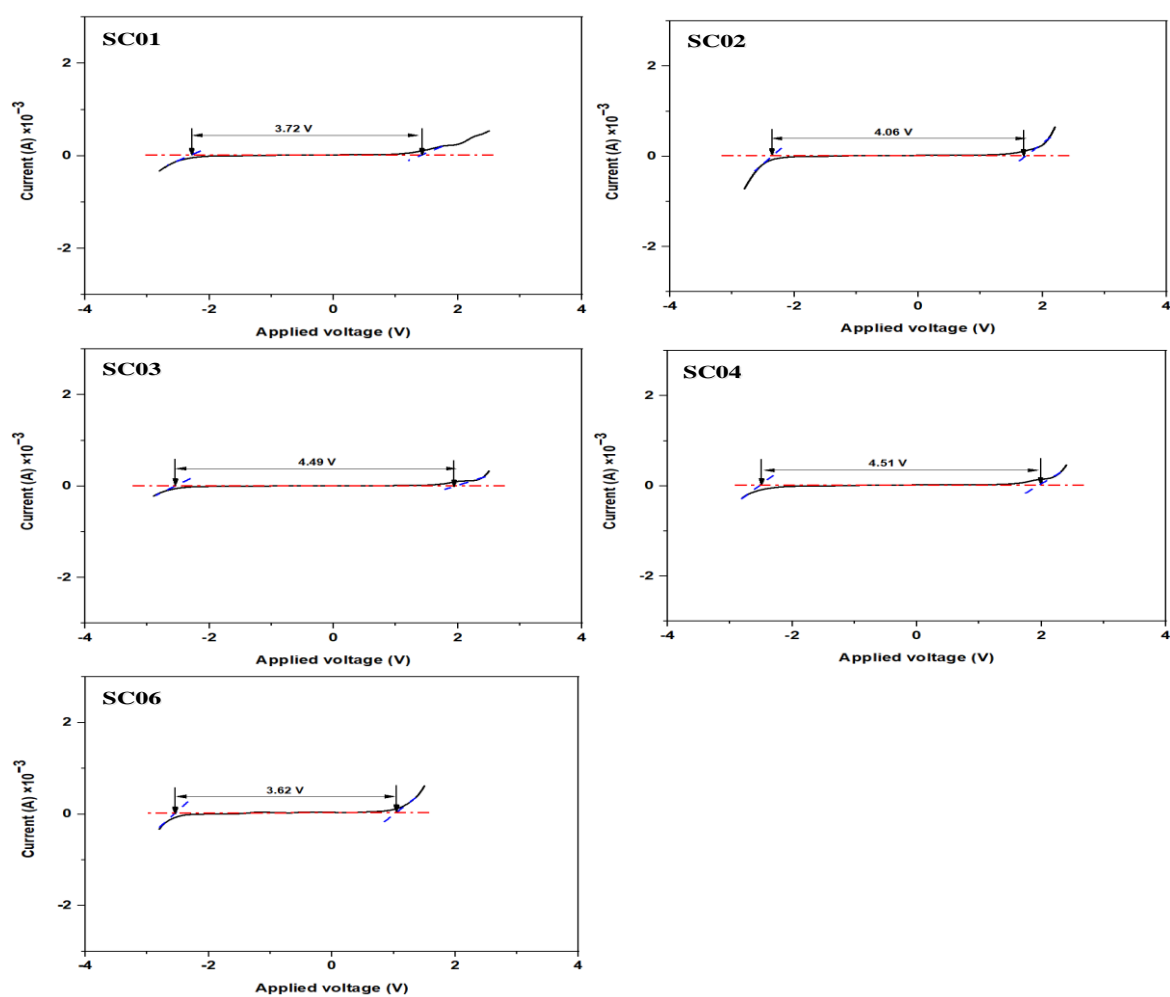 SC01
2
0
-2
Current (A) ×10⁻³
3.72 V
-4 -2 0 2 4
Applied voltage (V)
SC02
2
0
-2
Current (A) ×10⁻³
4.06 V
-4 -2 0 2 4
Applied voltage (V)
SC03
2
0
-2
Current (A) ×10⁻³
4.49 V
-4 -2 0 2 4
Applied voltage (V)
SC04
2
0
-2
Current (A) ×10⁻³
4.51 V
-4 -2 0 2 4
Applied voltage (V)
SC06
2
0
-2
Current (A) ×10⁻³
3.62 V
-4 -2 0 2 4
Applied voltage (V)